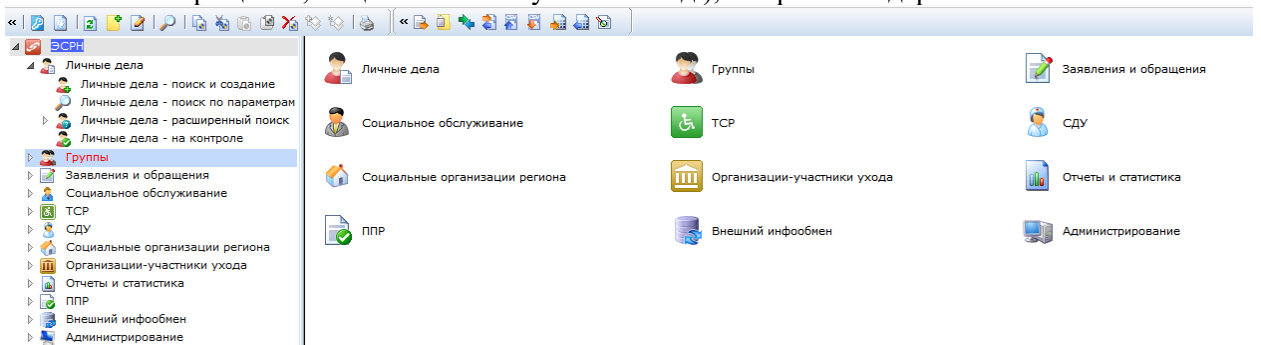 ЭСРН
Личные дела
Личные дела - поиск и создание
Личные дела - поиск по параметрам
Личные дела - расширенный поиск
Личные дела - на контроле
Группы
Заявления и обращения
Социальное обслуживание
ТСР
СДУ
Социальные организации региона
Организации-участники ухода
Отчеты и статистика
ППР
Внешний инфообмен
Администрирование
Личные дела
Группы
Заявления и обращения
Социальное обслуживание
ТСР
СДУ
Социальные организации региона
Организации-участники ухода
Отчеты и статистика
ППР
Внешний инфообмен
Администрирование